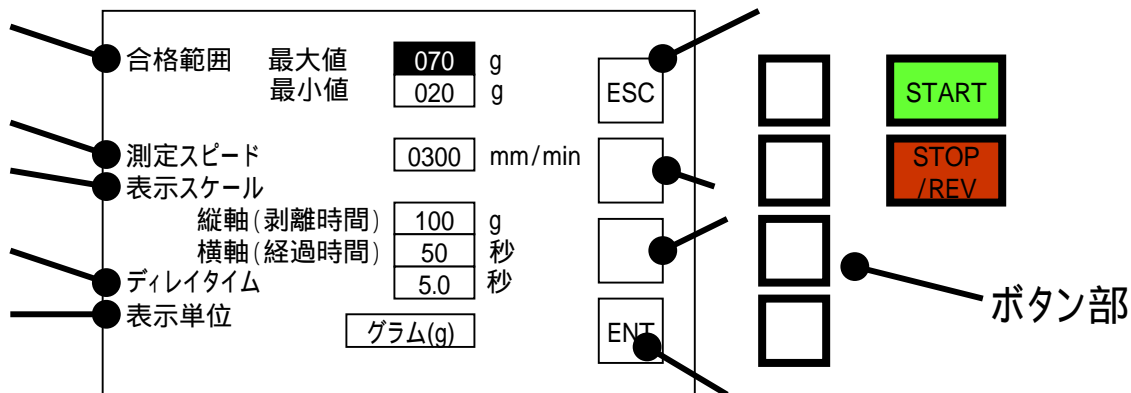 合格範囲 最大値 070 g
最小値 020 g
ESC
START
測定スピード 0300 mm/min
STOP
/REV
表示スケール
縦軸(剥離時間) 100 g
横軸(経過時間) 50 秒
ディレイタイム 5.0 秒
表示単位 グラム(g)
ENT
ボタン部